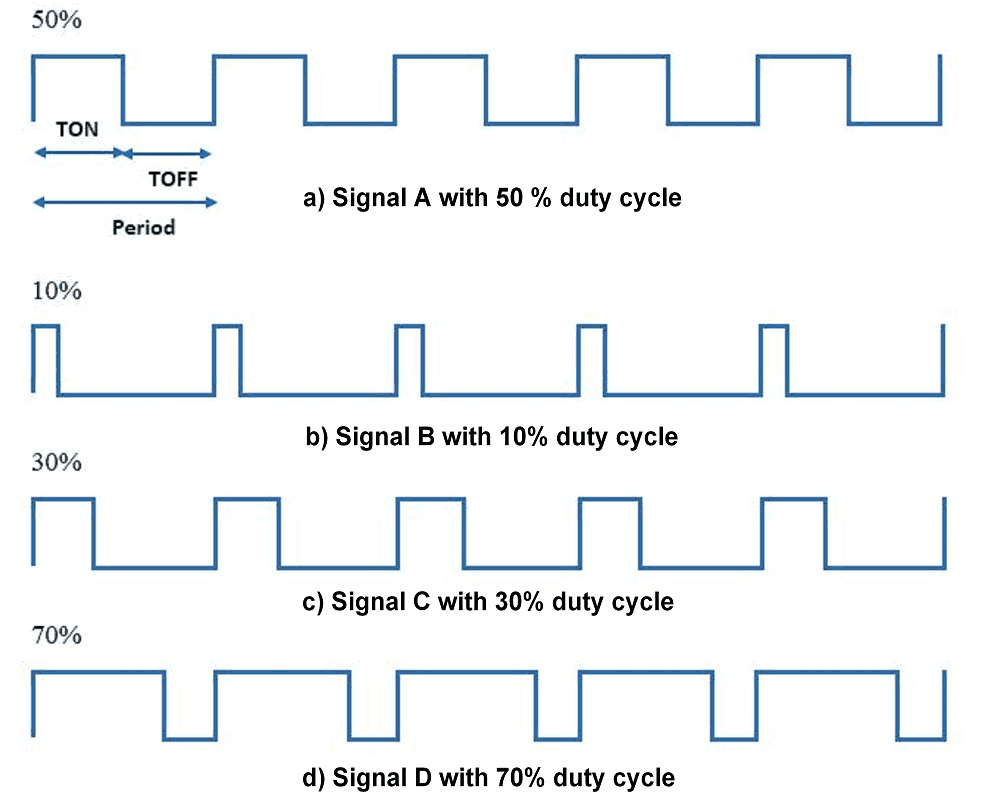 50%
TON
TOFF
a) Signal A with 50 % duty cycle
Period
10%
b) Signal B with 10% duty cycle
30%
c) Signal C with 30% duty cycle
70%
d) Signal D with 70% duty cycle